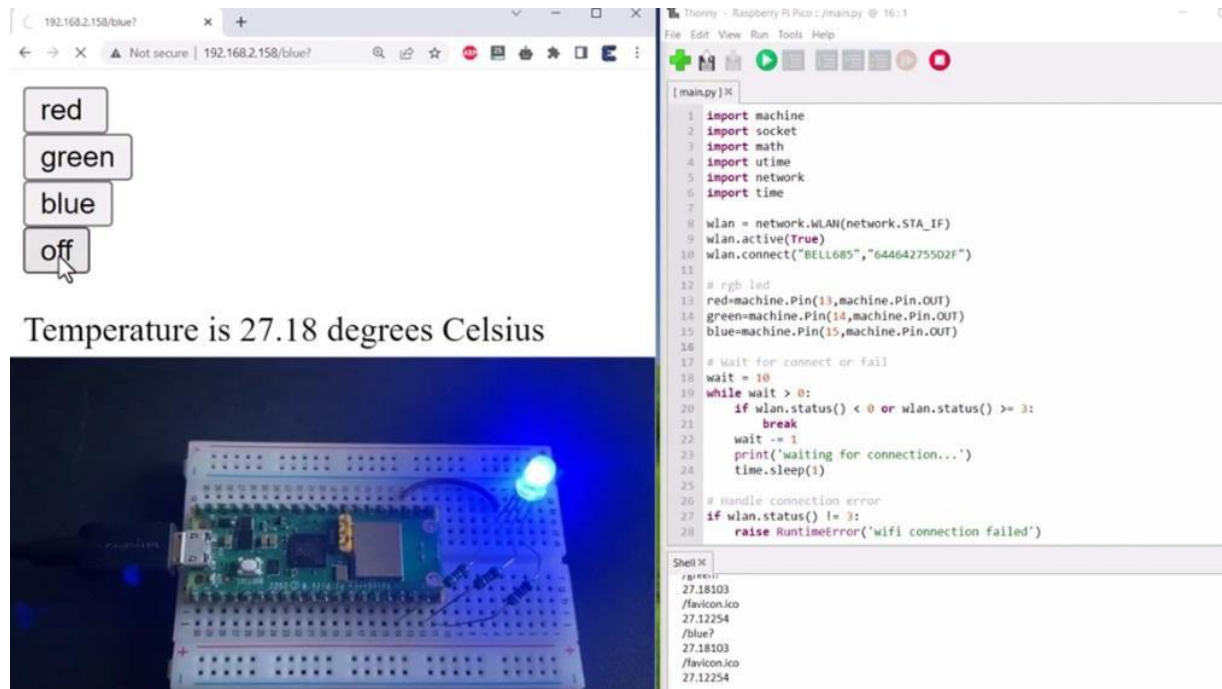 192.168.2.158/blue?
Not secure | 192.168.2.158/blue?
ABP
red
green
blue
off
Temperature is 27.18 degrees Celsius
Thonny - Raspberry Pi Pico :: /main.py @ 16 : 1
File Edit View Run Tools Help
[ main.py ]
1 import machine
2 import socket
3 import math
4 import utime
5 import network
6 import time
7
8 wlan = network.WLAN(network.STA_IF)
9 wlan.active(True)
10 wlan.connect("BELL685","644642755D2F")
11
12 # rgb led
13 red=machine.Pin(13,machine.Pin.OUT)
14 green=machine.Pin(14,machine.Pin.OUT)
15 blue=machine.Pin(15,machine.Pin.OUT)
16
17 # Wait for connect or fail
18 wait = 10
19 while wait > 0:
20 if wlan.status() < 0 or wlan.status() >= 3:
21 break
22 wait -= 1
23 print('waiting for connection...')
24 time.sleep(1)
25
26 # Handle connection error
27 if wlan.status() != 3:
28 raise RuntimeError('wifi connection failed')
Shell
/green?
27.18103
/favicon.ico
27.12254
/blue?
27.18103
/favicon.ico
27.12254